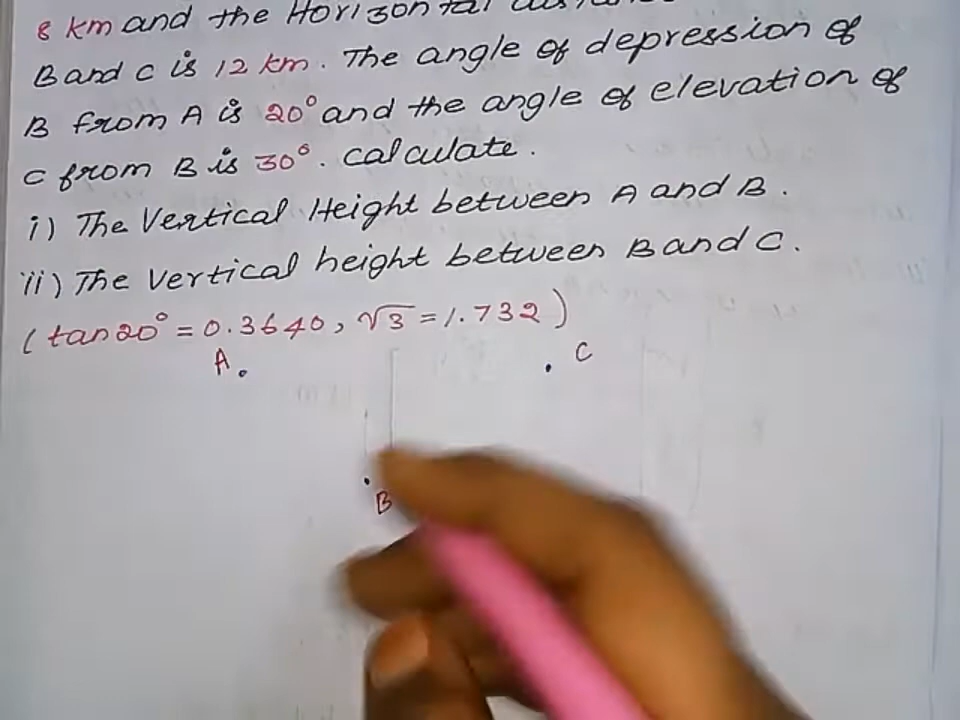 8 km and the Horizontal
B and C is 12 km. The angle of depression of
B from A is 20° and the angle of elevation of
C from B is 30°. calculate.
i) The Vertical Height between A and B.
ii) The vertical height between B and C.
(tan20° = 0.3640, √3 = 1.732)
A C
B